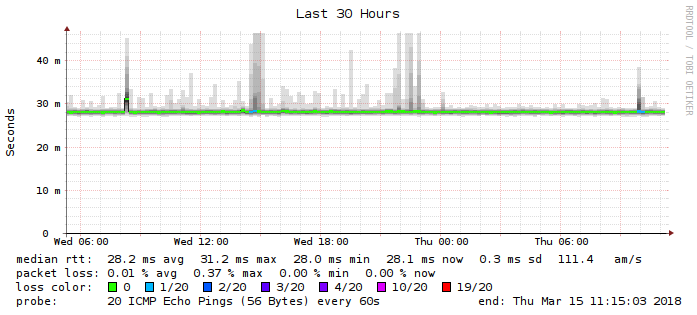 Last 30 Hours
RRDTOOL / TOBI OETIKER
Seconds
40 m
30 m
20 m
10 m
0
Wed 06:00 Wed 12:00 Wed 18:00 Thu 00:00 Thu 06:00
median rtt: 28.2 ms avg 31.2 ms max 28.0 ms min 28.1 ms now 0.3 ms sd 111.4 am/s
packet loss: 0.01 % avg 0.37 % max 0.00 % min 0.00 % now
loss color: 0 1/20 2/20 3/20 4/20 10/20 19/20
probe: 20 ICMP Echo Pings (56 Bytes) every 60s end: Thu Mar 15 11:15:03 2018